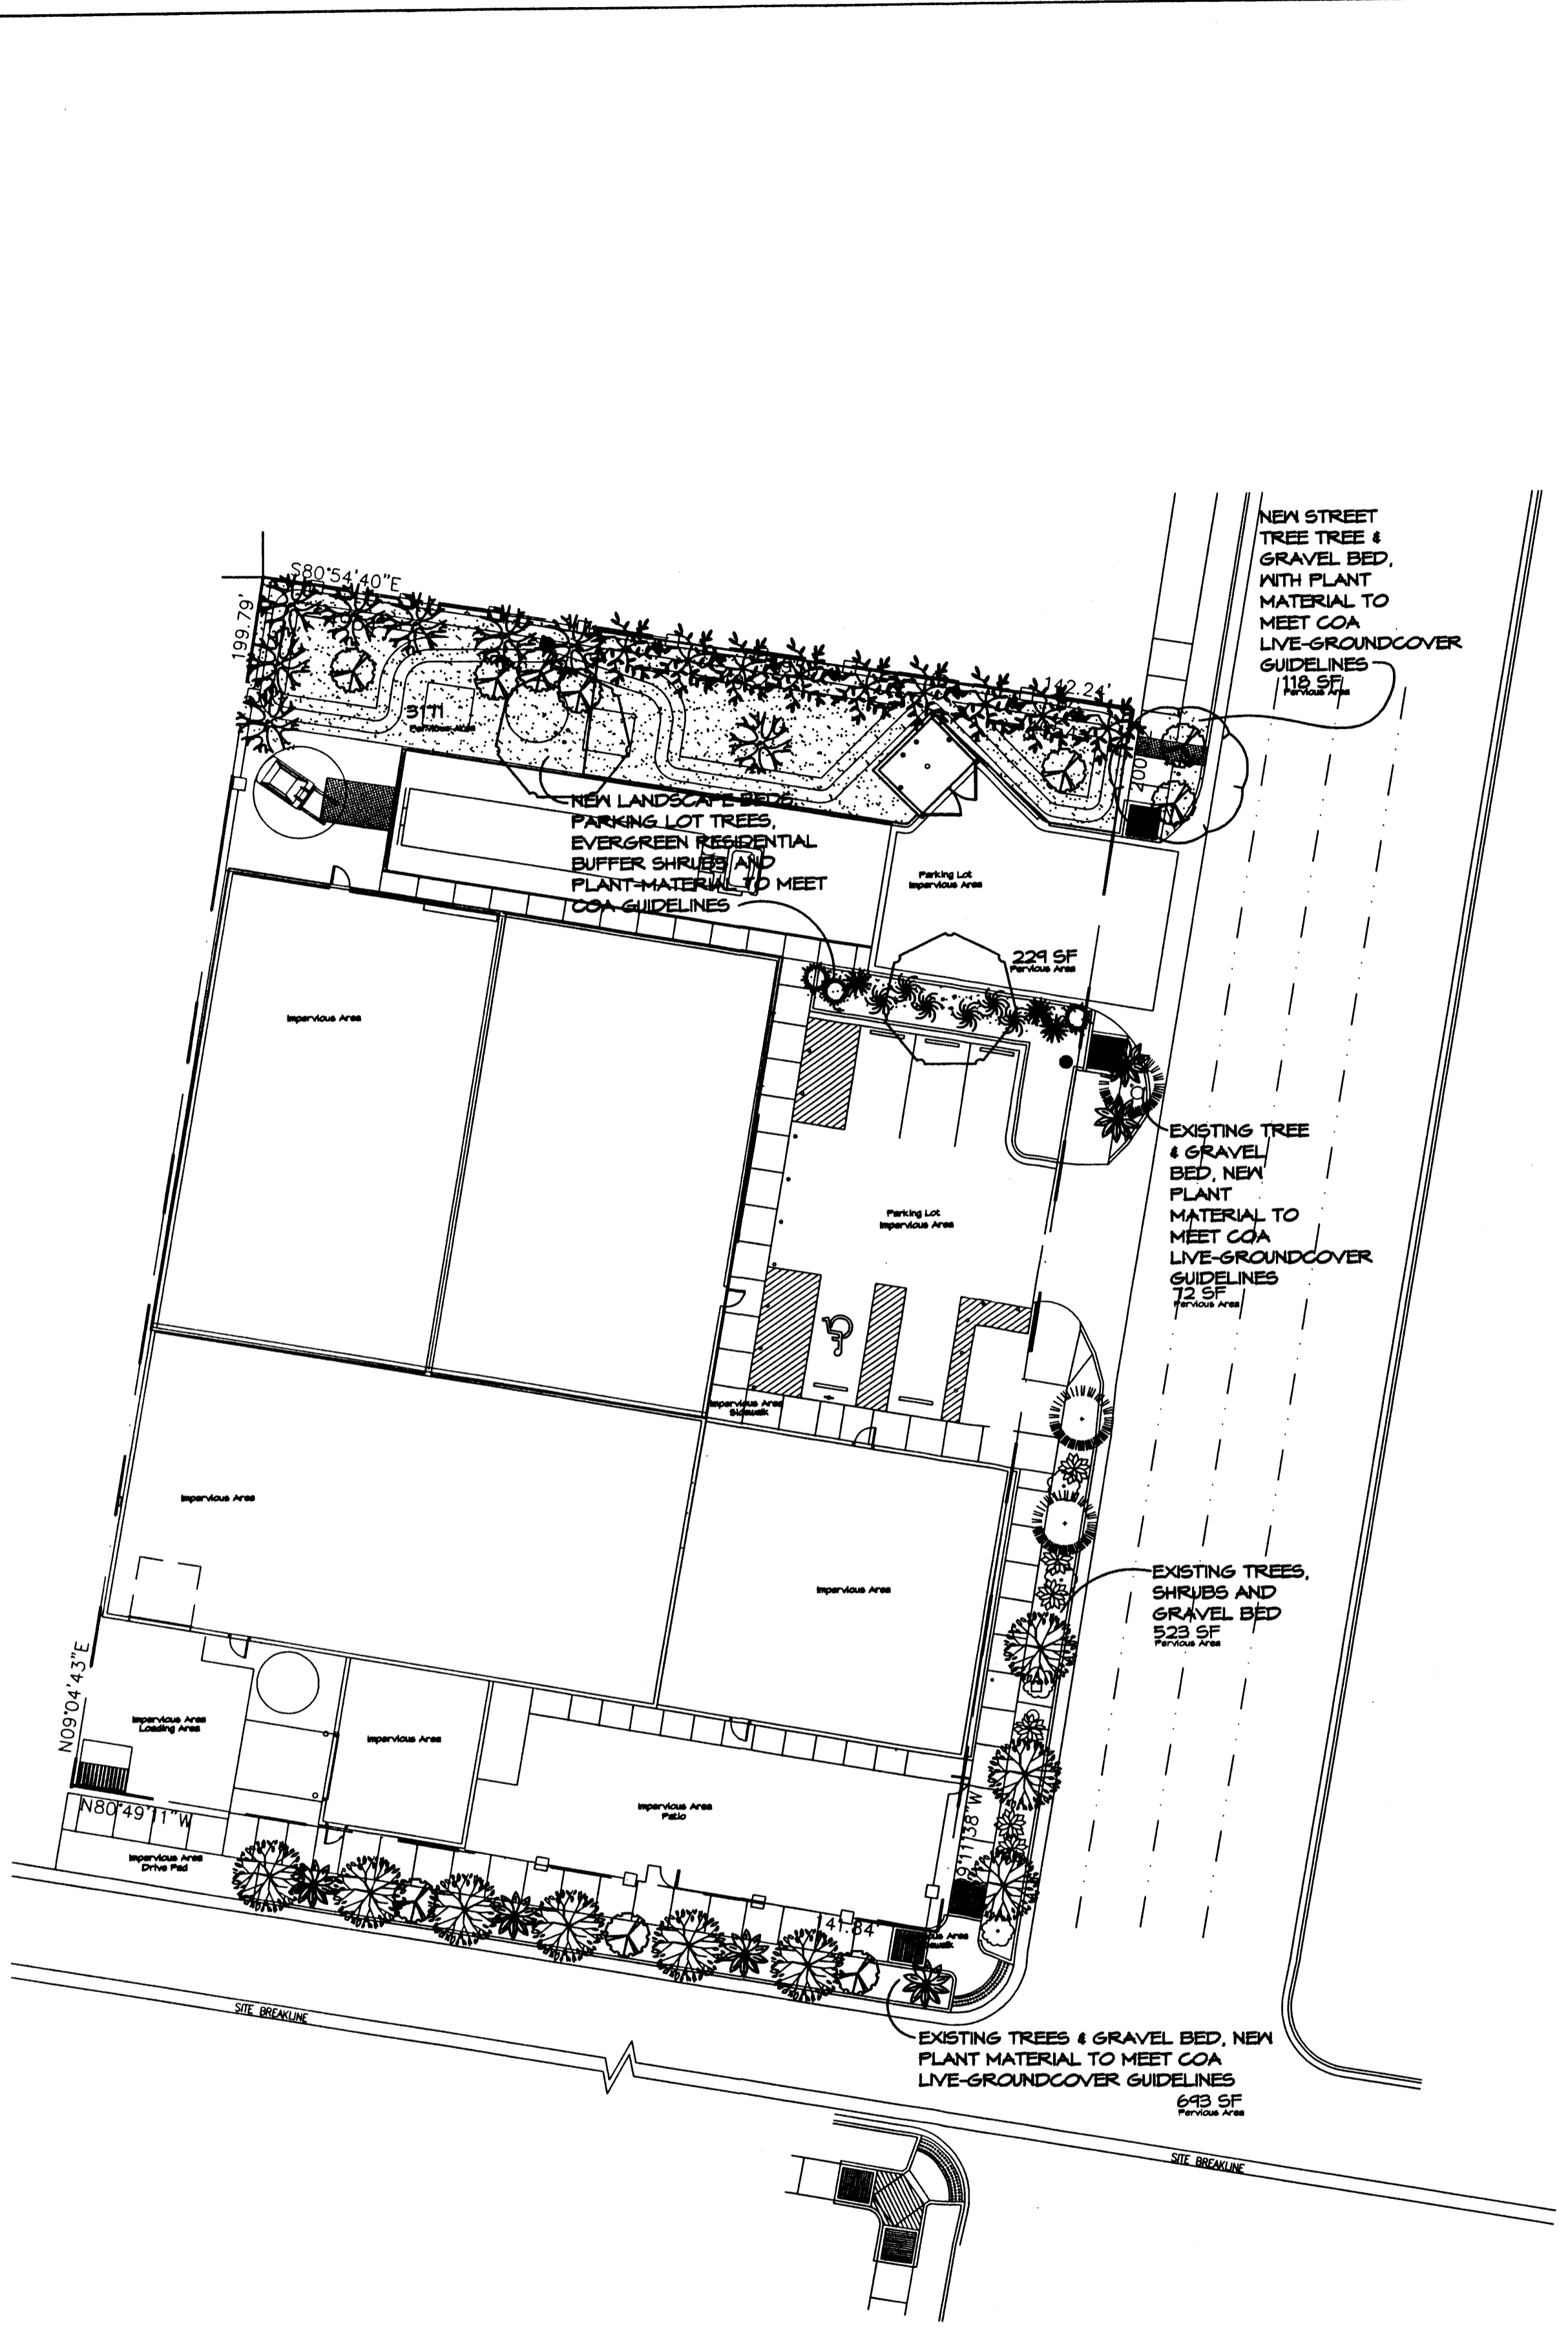 NEW STREET
TREE TREE &
GRAVEL BED,
WITH PLANT
MATERIAL TO
MEET COA
LIVE-GROUNDCOVER
GUIDELINES
118 SF
Pervious Area
S80°54'40"E
199.79'
142.24'
3171
Pervious Area
200
NEW LANDSCAPE BEDS,
PARKING LOT TREES,
EVERGREEN RESIDENTIAL
BUFFER SHRUBS AND
PLANT-MATERIAL TO MEET
COA GUIDELINES
Parking Lot
Impervious Area
229 SF
Pervious Area
Impervious Area
EXISTING TREE
& GRAVEL
BED, NEW
PLANT
MATERIAL TO
MEET COA
LIVE-GROUNDCOVER
GUIDELINES
72 SF
Pervious Area
Parking Lot
Impervious Area
Impervious Area
Sidewalk
Impervious Area
Impervious Area
EXISTING TREES,
SHRUBS AND
GRAVEL BED
523 SF
Pervious Area
N09°04'43"E
Impervious Area
Loading Area
Impervious Area
Impervious Area
Patio
9°11'38"W
N80°49'11"W
Impervious Area
Drive Pad
141.84'
SITE BREAKLINE
EXISTING TREES & GRAVEL BED, NEW
PLANT MATERIAL TO MEET COA
LIVE-GROUNDCOVER GUIDELINES
693 SF
Pervious Area
SITE BREAKLINE